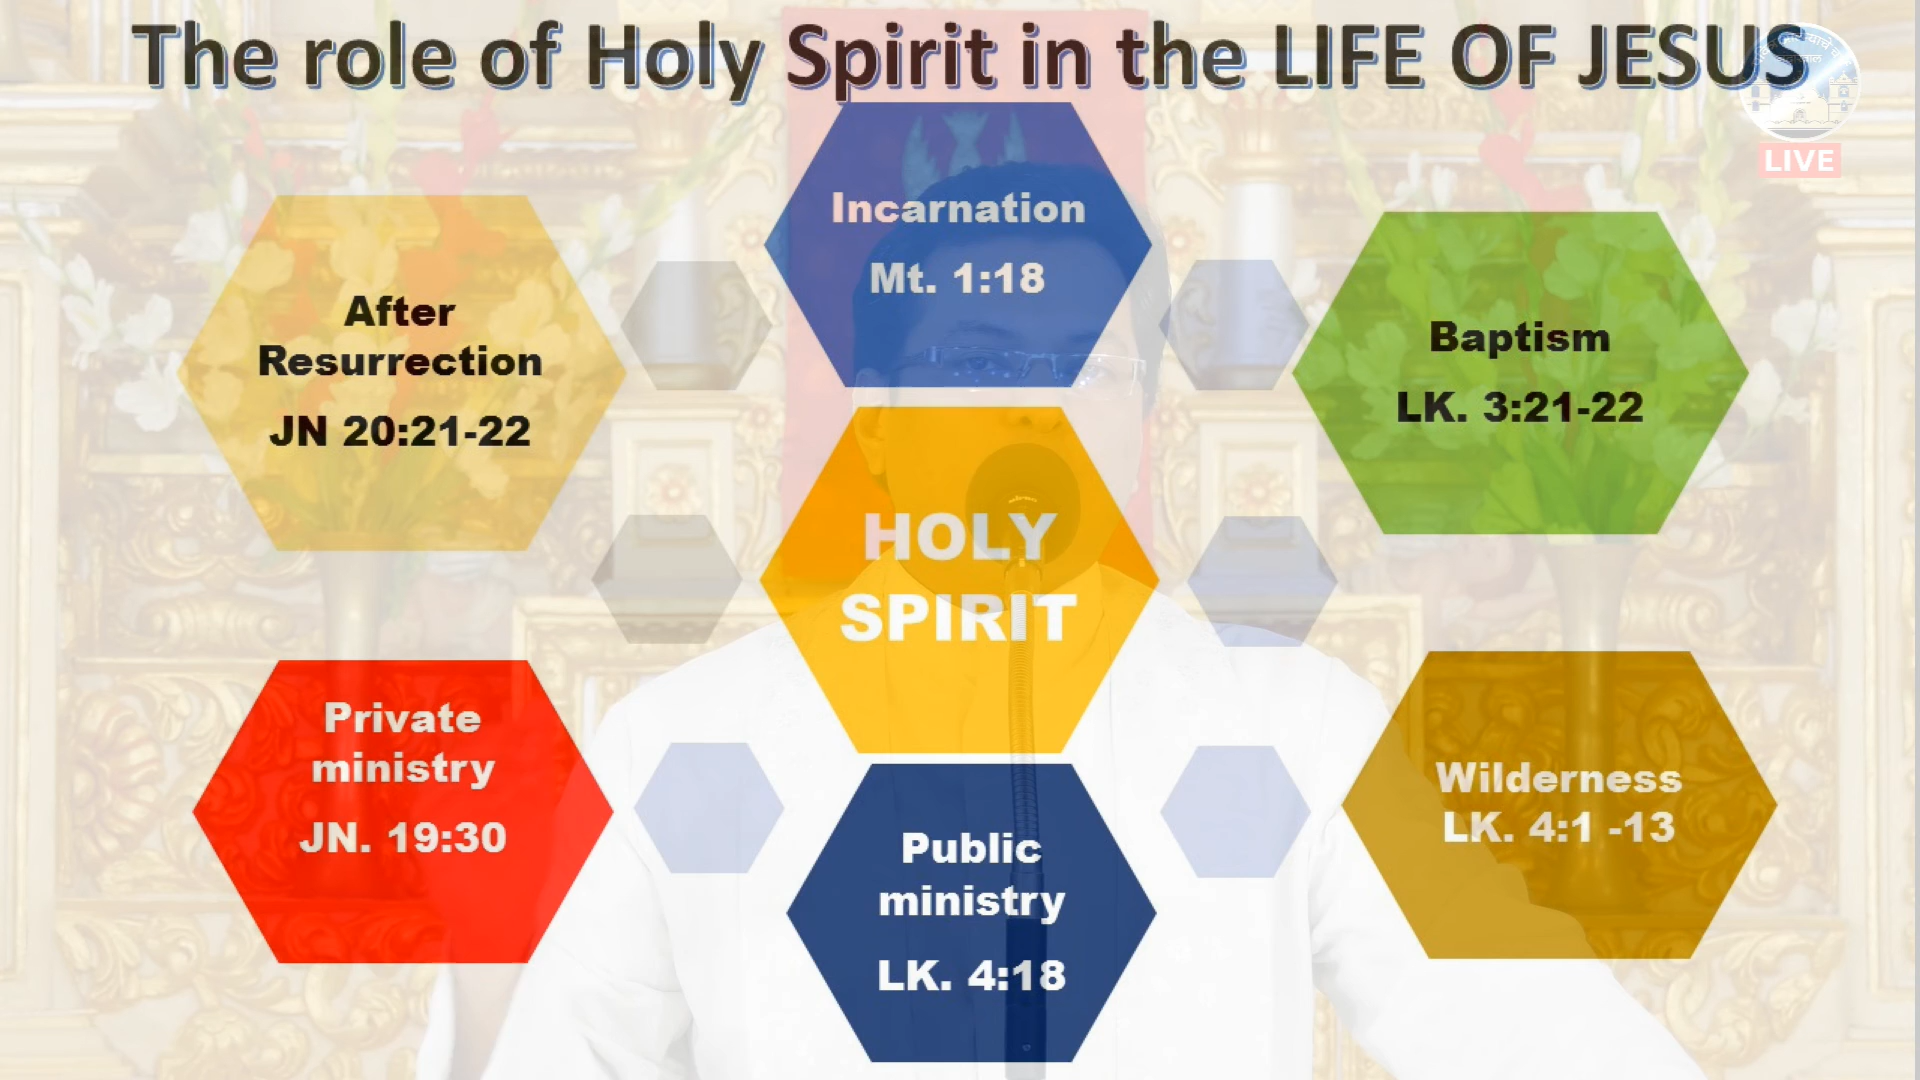 The role of Holy Spirit in the LIFE OF JESUS
LIVE
Incarnation
Mt. 1:18
After
Resurrection
JN 20:21-22
Baptism
LK. 3:21-22
HOLY
SPIRIT
Private
ministry
JN. 19:30
Wilderness
LK. 4:1 -13
Public
ministry
LK. 4:18